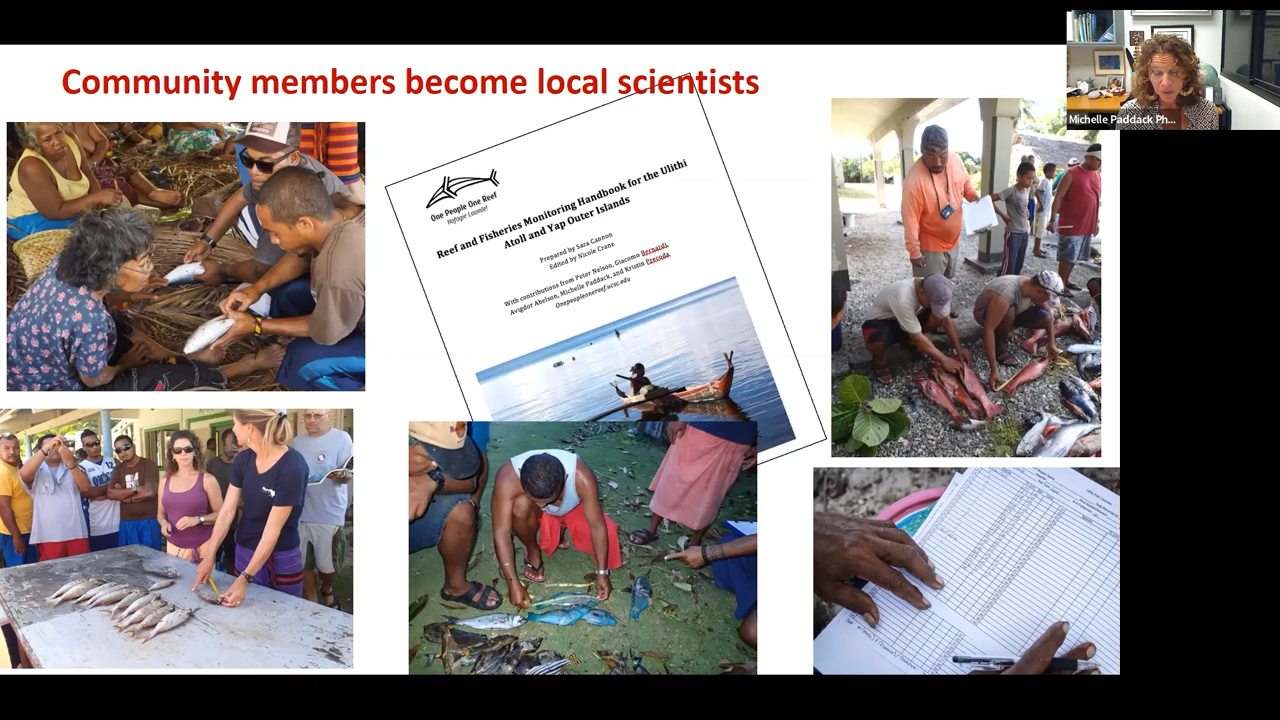 Community members become local scientists
Michelle Paddack Ph...
One People One Reef
Hofagie Laamle!
Reef and Fisheries Monitoring Handbook for the Ulithi
Atoll and Yap Outer Islands
Prepared by Sara Cannon
Edited by Nicole Crane
With contributions from Peter Nelson, Giacomo Bernardi,
Avigdor Abelson, Michelle Paddack, and Kristin Precoda
Onepeopleonereef.ucsc.edu